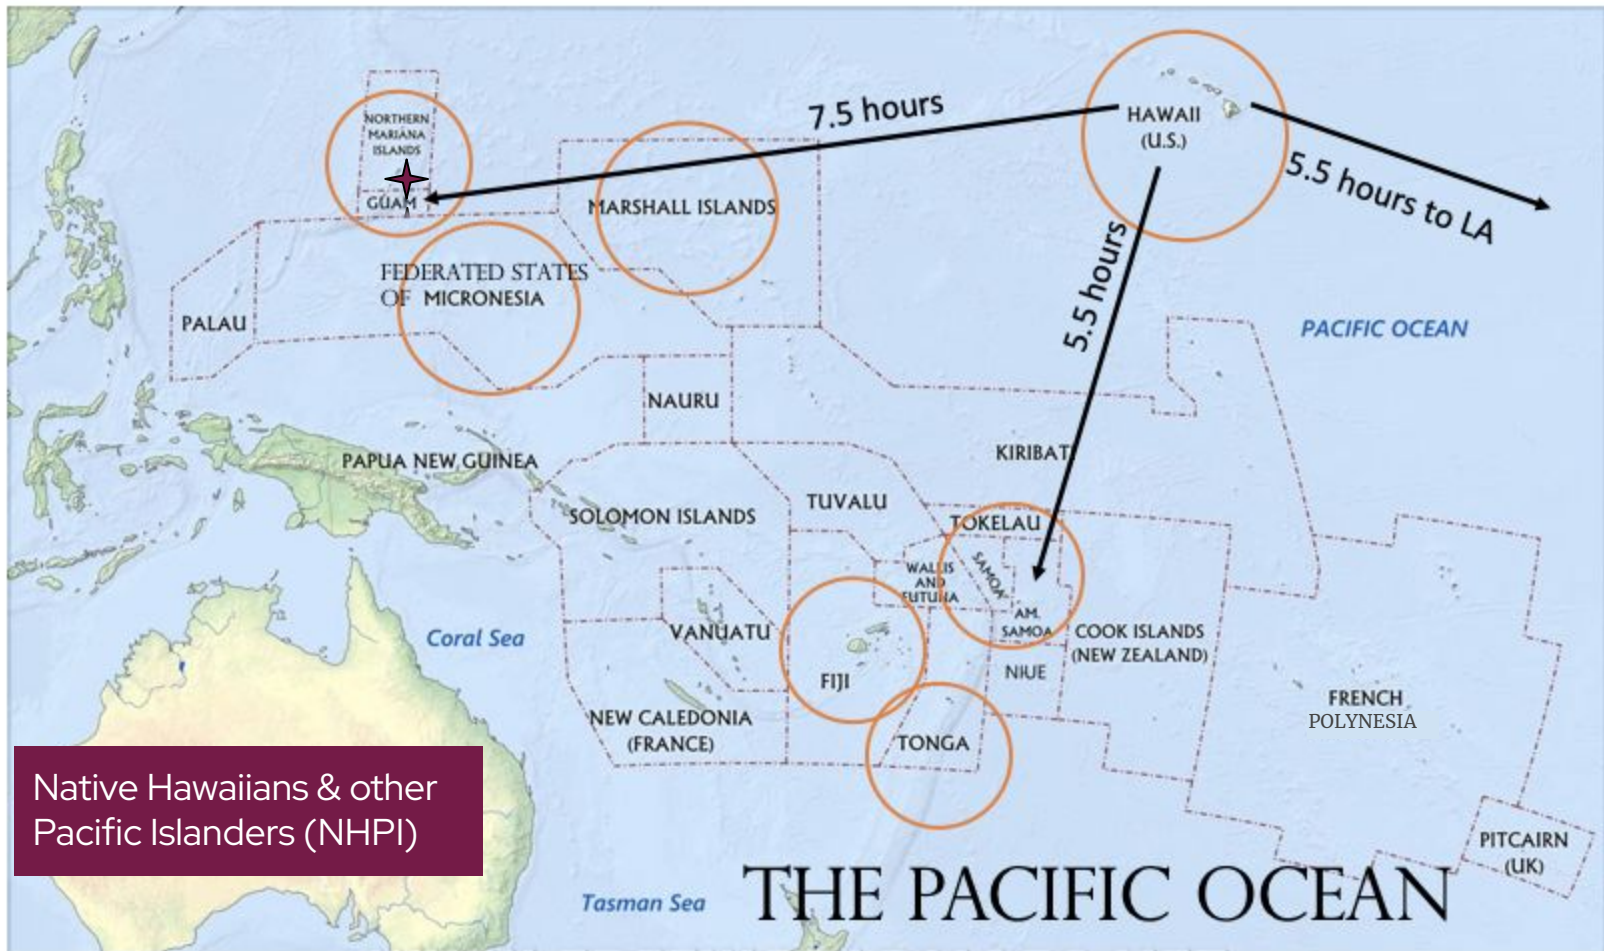 NORTHERN
MARIANA
ISLANDS
GUAM
7.5 hours
HAWAII
(U.S.)
5.5 hours to LA
MARSHALL ISLANDS
5.5 hours
FEDERATED STATES
OF MICRONESIA
PALAU
PACIFIC OCEAN
NAURU
KIRIBATI
PAPUA NEW GUINEA
SOLOMON ISLANDS
TUVALU
TOKELAU
WALLIS
AND
FUTUNA
SAMOA
AM.
SAMOA
Coral Sea
VANUATU
FIJI
COOK ISLANDS
(NEW ZEALAND)
NIUE
FRENCH
POLYNESIA
NEW CALEDONIA
(FRANCE)
TONGA
Native Hawaiians & other
Pacific Islanders (NHPI)
PITCAIRN
(UK)
Tasman Sea
THE PACIFIC OCEAN